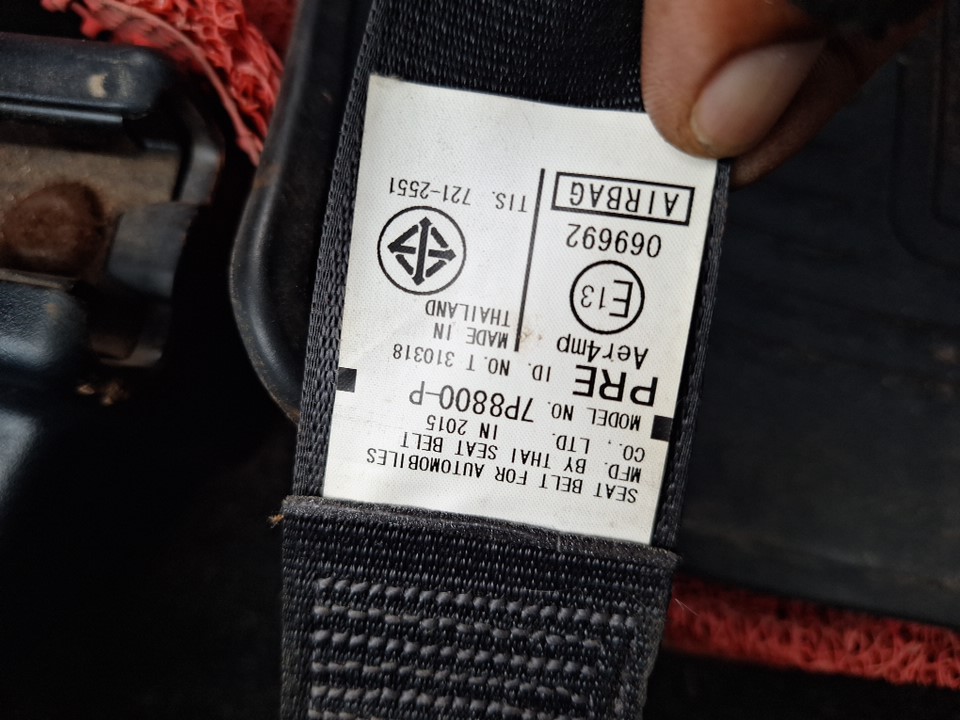 SEAT BELT FOR AUTOMOBILES
MFD. BY THAI SEAT BELT
CO., LTD. IN 2015
MODEL NO. 7P8800-P
PRE ID. NO. T 310318
Aer4mp
E13
069692
AIRBAG
MADE IN
THAILAND
TIS. 721-2551